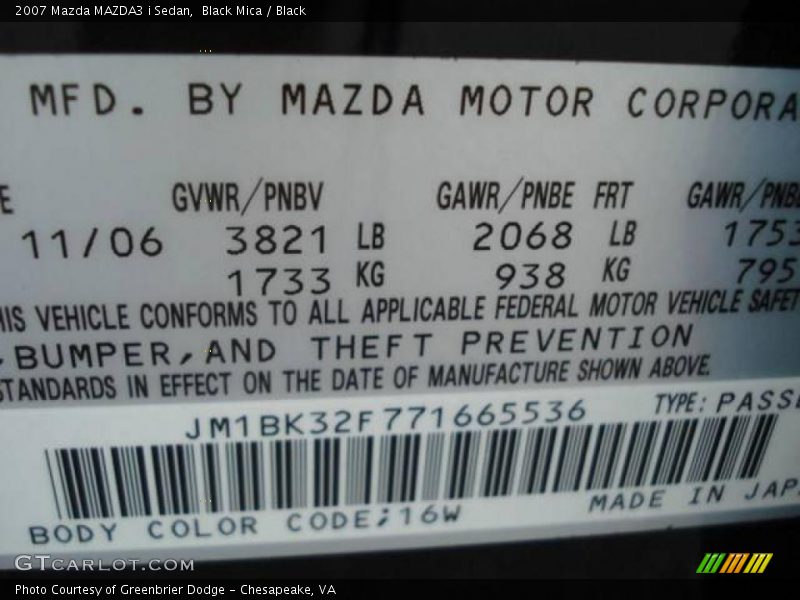 2007 Mazda MAZDA3 i Sedan, Black Mica / Black
MFD. BY MAZDA MOTOR CORPORA
E GVWR/PNBV GAWR/PNBE FRT GAWR/PNBE
11/06 3821 LB 2068 LB 1753
1733 KG 938 KG 795
HIS VEHICLE CONFORMS TO ALL APPLICABLE FEDERAL MOTOR VEHICLE SAFET
,BUMPER,AND THEFT PREVENTION
STANDARDS IN EFFECT ON THE DATE OF MANUFACTURE SHOWN ABOVE.
JM1BK32F771665536 TYPE: PASSE
BODY COLOR CODE;16W MADE IN JAP
GTCARLOT.COM
Photo Courtesy of Greenbrier Dodge – Chesapeake, VA